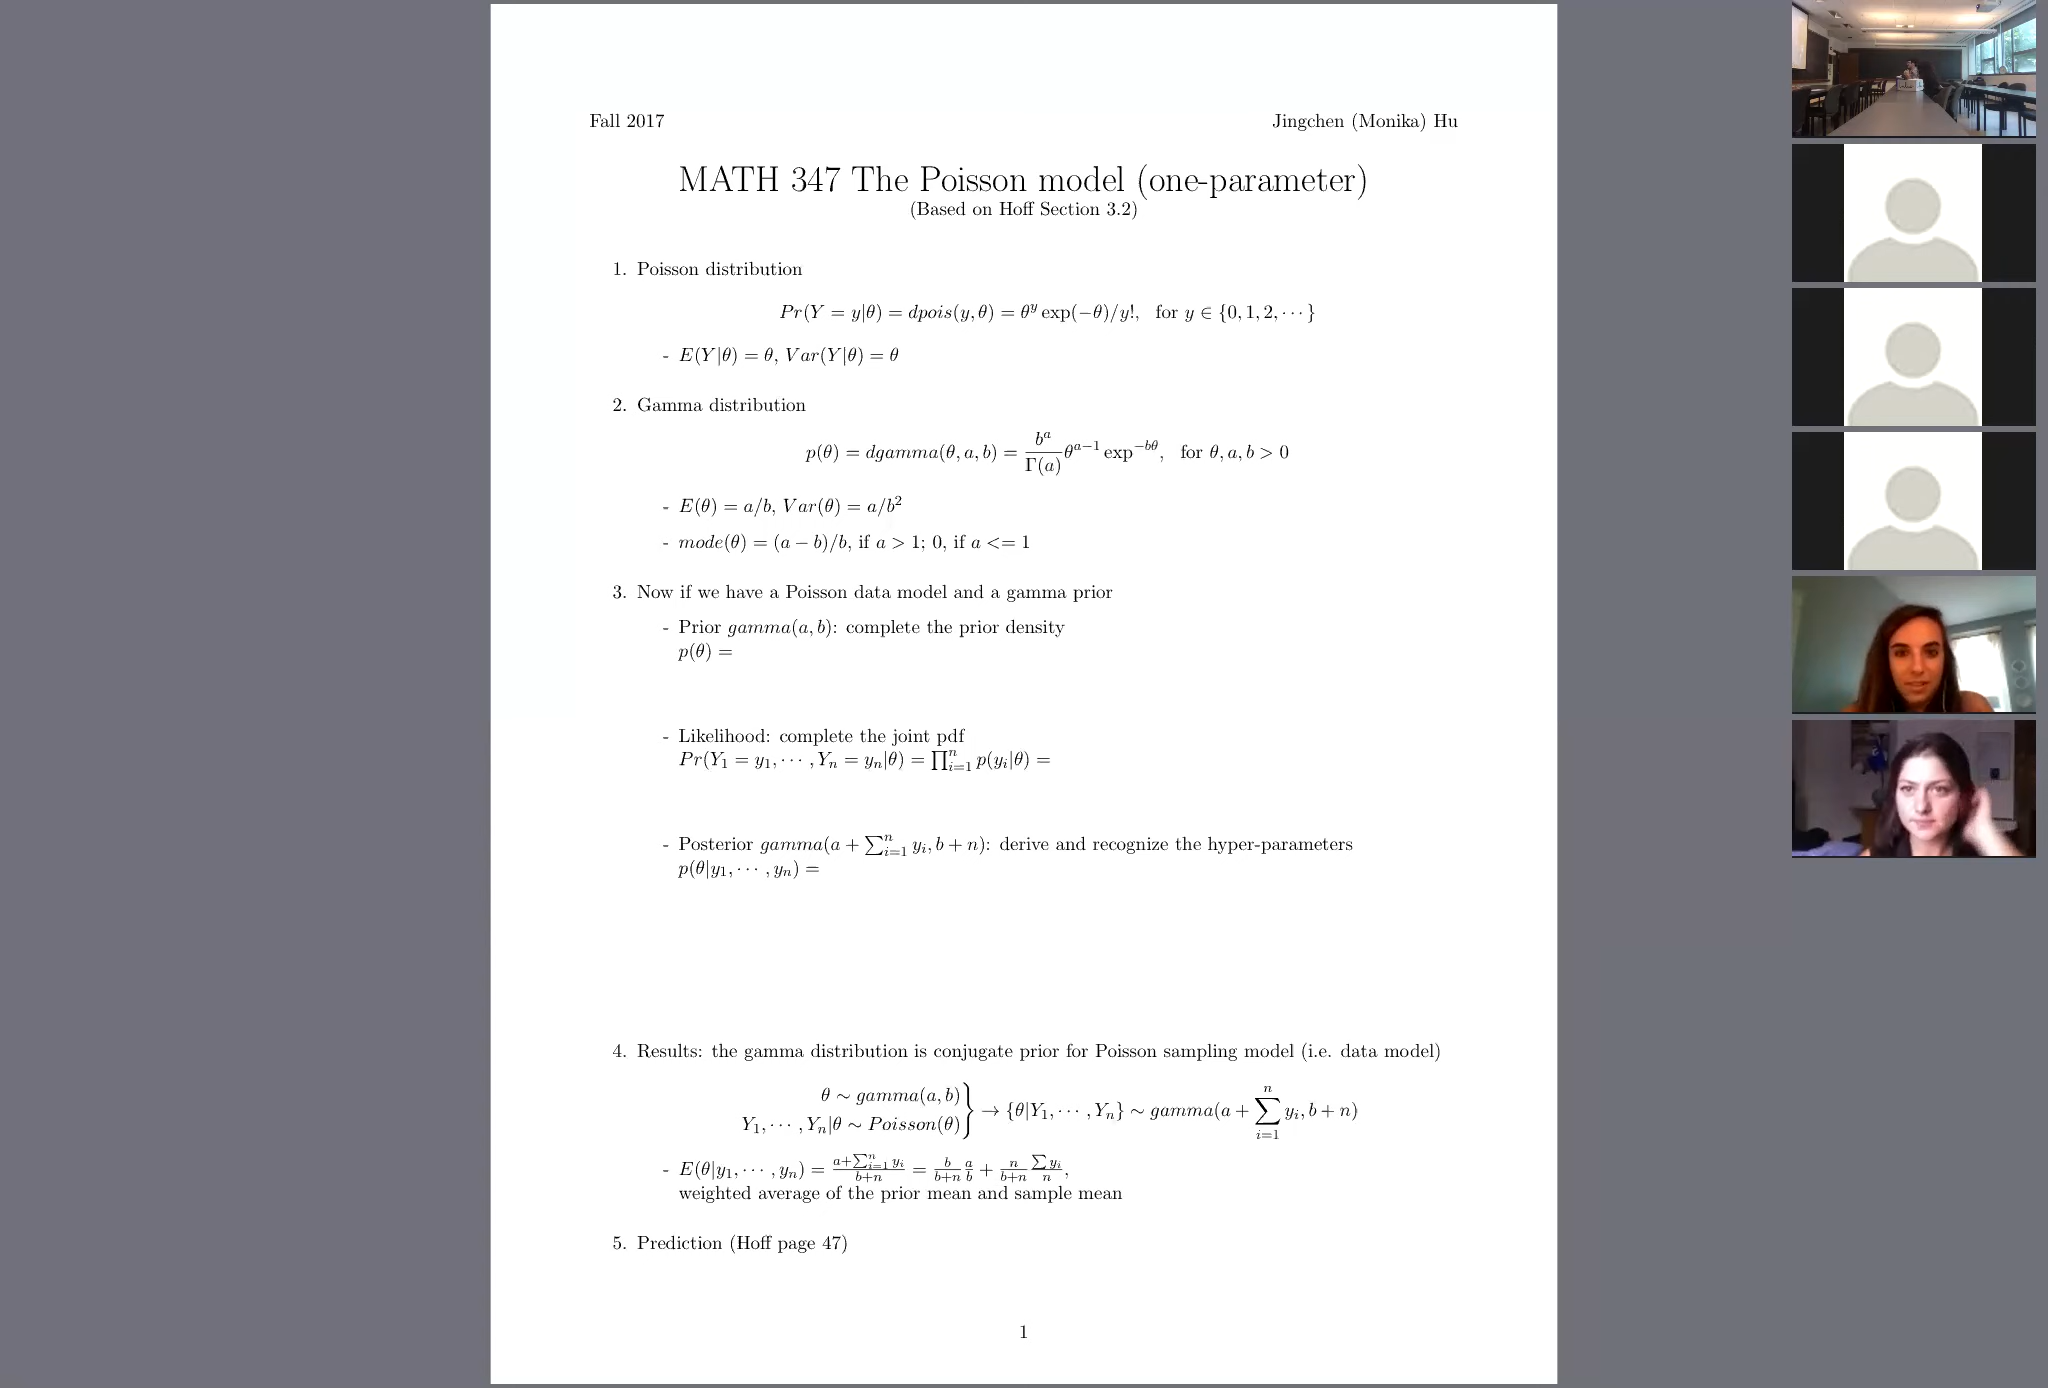 Fall 2017 Jingchen (Monika) Hu
MATH 347 The Poisson model (one-parameter)
(Based on Hoff Section 3.2)
1. Poisson distribution
Pr(Y = y|θ) = dpois(y, θ) = θ^y exp(−θ)/y!, for y ∈ {0, 1, 2, ⋯}
- E(Y|θ) = θ, Var(Y|θ) = θ
2. Gamma distribution
p(θ) = dgamma(θ, a, b) = b^a/Γ(a) θ^{a−1} exp^{−bθ}, for θ, a, b > 0
- E(θ) = a/b, Var(θ) = a/b²
- mode(θ) = (a − b)/b, if a > 1; 0, if a <= 1
3. Now if we have a Poisson data model and a gamma prior
- Prior gamma(a, b): complete the prior density
p(θ) =
- Likelihood: complete the joint pdf
Pr(Y₁ = y₁, ⋯ , Yₙ = yₙ|θ) = ∏_{i=1}^{n} p(yᵢ|θ) =
- Posterior gamma(a + ∑_{i=1}^{n} yᵢ, b + n): derive and recognize the hyper-parameters
p(θ|y₁, ⋯ , yₙ) =
4. Results: the gamma distribution is conjugate prior for Poisson sampling model (i.e. data model)
θ ∼ gamma(a, b)
Y₁, ⋯ , Yₙ|θ ∼ Poisson(θ) } → {θ|Y₁, ⋯ , Yₙ} ∼ gamma(a + ∑_{i=1}^{n} yᵢ, b + n)
- E(θ|y₁, ⋯ , yₙ) = (a+∑_{i=1}^{n} yᵢ)/(b+n) = b/(b+n) a/b + n/(b+n) ∑yᵢ/n,
weighted average of the prior mean and sample mean
5. Prediction (Hoff page 47)
1